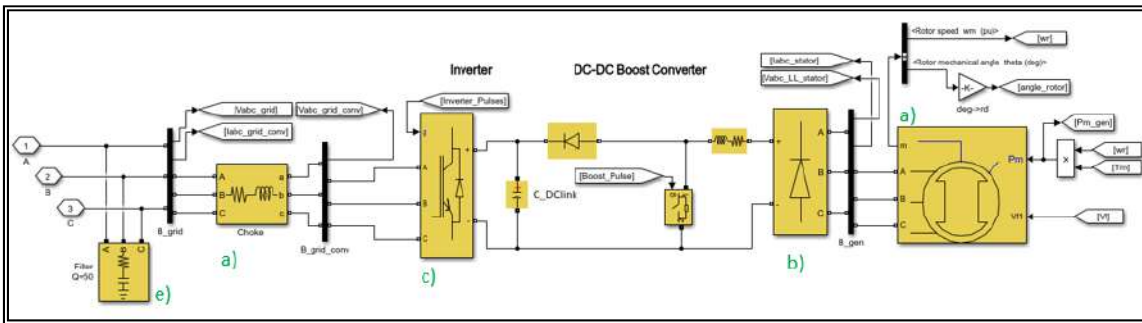 <Rotor speed wm (pu)>
[wr]
Inverter
DC-DC Boost Converter
[Iabc_stator]
<Rotor mechanical angle theta (deg)>
[Vabc_LL_stator]
-K-
[angle_rotor]
deg->rd
[Vabc_grid]
[Vabc_grid_conv]
[Inverter_Pulses]
[Iabc_grid_conv]
a)
[Pm_gen]
1
A
2
B
3
C
A
B
C
a
b
c
Choke
B_grid
B_grid_conv
a)
g
A
B
C
+
-
c)
C_DClink
[Boost_Pulse]
+
-
A
B
C
b)
B_gen
m
A
B
C
Pm
[wr]
[Tm]
×
[Vf]
A
B
C
Filter
Q=50
e)